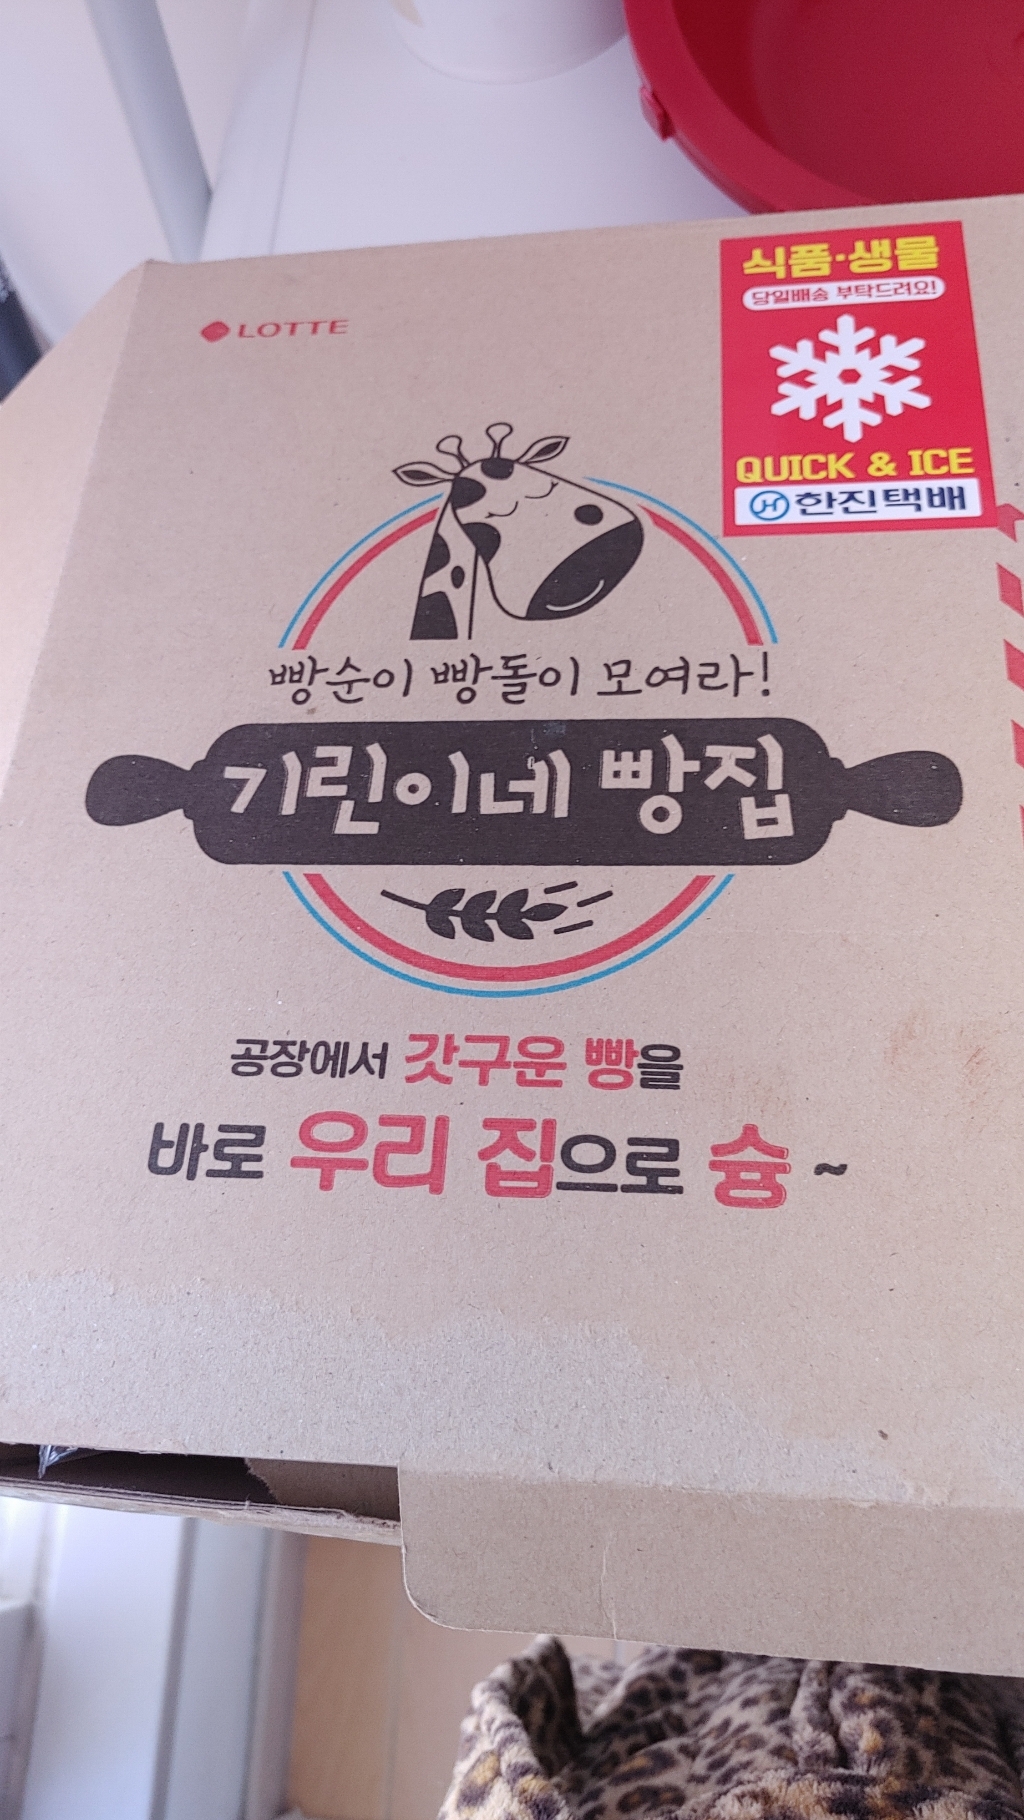 LOTTE
식품·생물
당일배송 부탁드려요!
QUICK & ICE
한진택배
빵순이 빵돌이 모여라!
기린이네 빵집
공장에서 갓구운 빵을
바로 우리 집으로 슝~